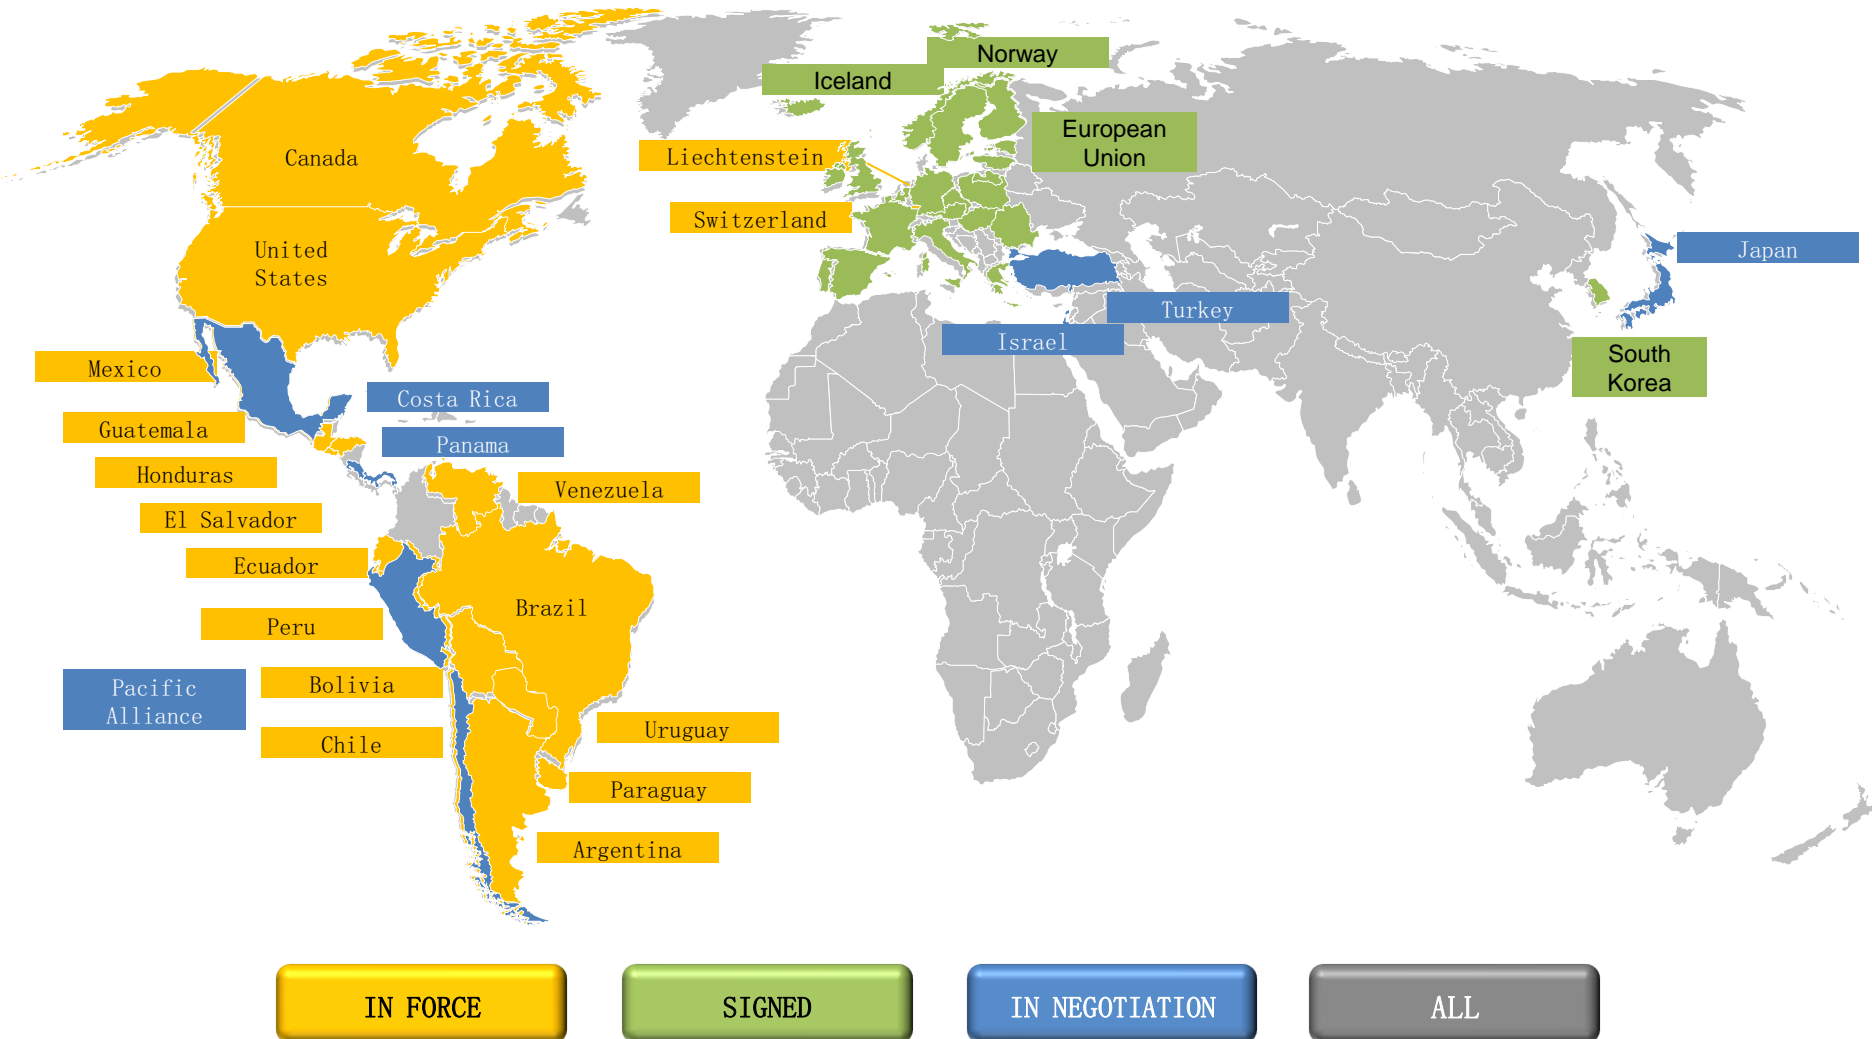 Norway
Iceland
European
Union
Canada
Liechtenstein
Switzerland
United
States
Japan
Turkey
Israel
South
Korea
Mexico
Costa Rica
Guatemala
Panama
Honduras
Venezuela
El Salvador
Ecuador
Brazil
Peru
Pacific
Alliance
Bolivia
Chile
Uruguay
Paraguay
Argentina
IN FORCE
SIGNED
IN NEGOTIATION
ALL